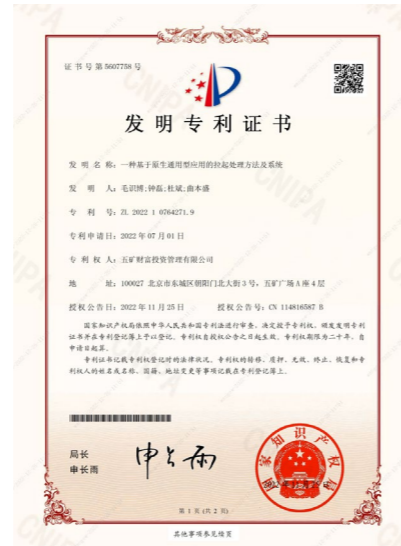 证书号第5607758号
发明专利证书
发 明 名 称：一种基于原生通用型应用的拉起处理方法及系统
发 明 人：毛识博;钟磊;杜斌;曲本盛
专 利 号：ZL 2022 1 0764271.9
专利申请日：2022年07月01日
专 利 权 人：五矿财富投资管理有限公司
地 址：100027 北京市东城区朝阳门北大街3号，五矿广场A座4层
授权公告日：2022年11月25日 授权公告号：CN 114816587 B
国家知识产权局依照中华人民共和国专利法进行审查，决定授予专利权，颁发发明专利
证书并在专利登记簿上予以登记。专利权自授权公告之日起生效。专利权期限为二十年，自
申请日起算。
专利证书记载专利权登记时的法律状况。专利权的转移、质押、无效、终止、恢复和专
利权人的姓名或名称、国籍、地址变更等事项记载在专利登记簿上。
局长
申长雨
申长雨
国家知识产权局
第 1 页 (共 2 页)
其他事项参见续页
CNIPA